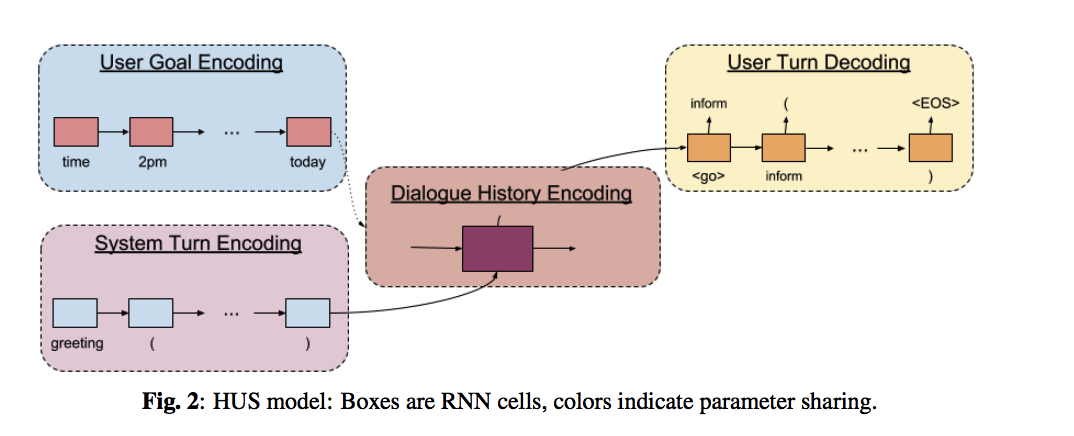 User Goal Encoding
time 2pm ... today
System Turn Encoding
greeting ( ... )
Dialogue History Encoding
User Turn Decoding
inform ( <EOS>
...
<go> inform )
Fig. 2: HUS model: Boxes are RNN cells, colors indicate parameter sharing.